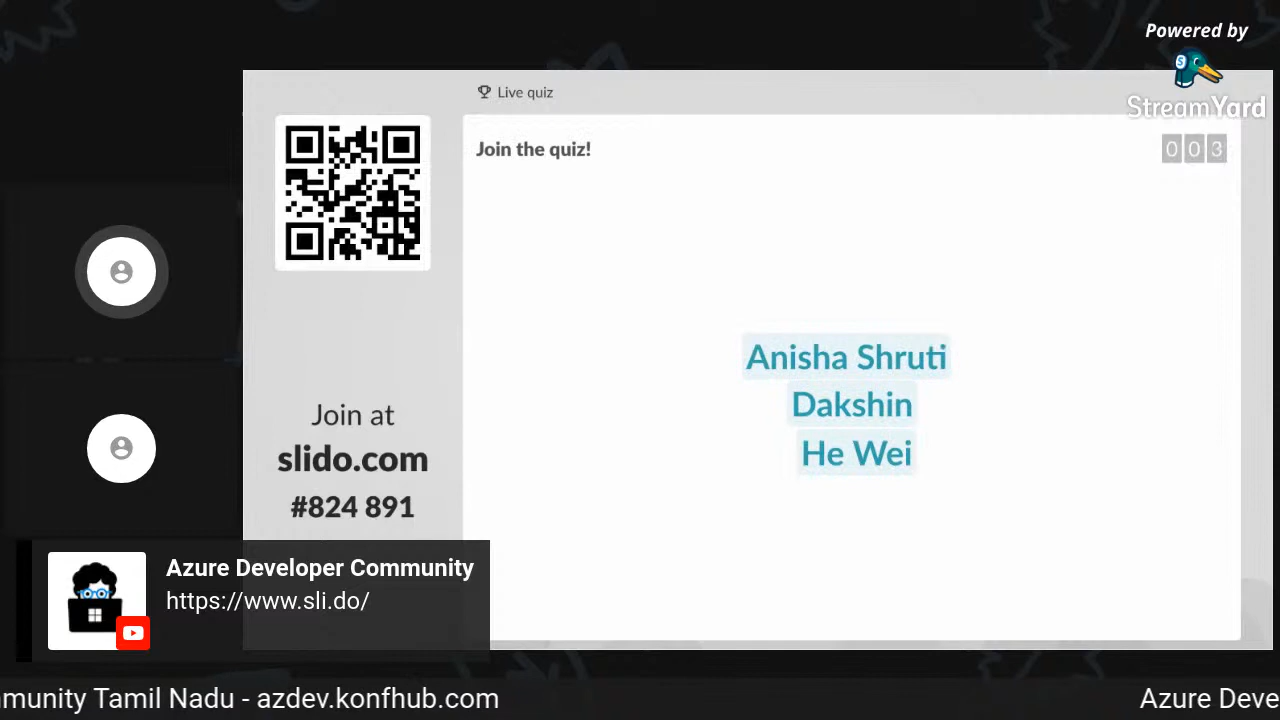 Powered by
StreamYard
Live quiz
Join the quiz!
003
Anisha Shruti
Dakshin
He Wei
Join at
slido.com
#824 891
Azure Developer Community
https://www.sli.do/
mmunity Tamil Nadu - azdev.konfhub.com
Azure Deve